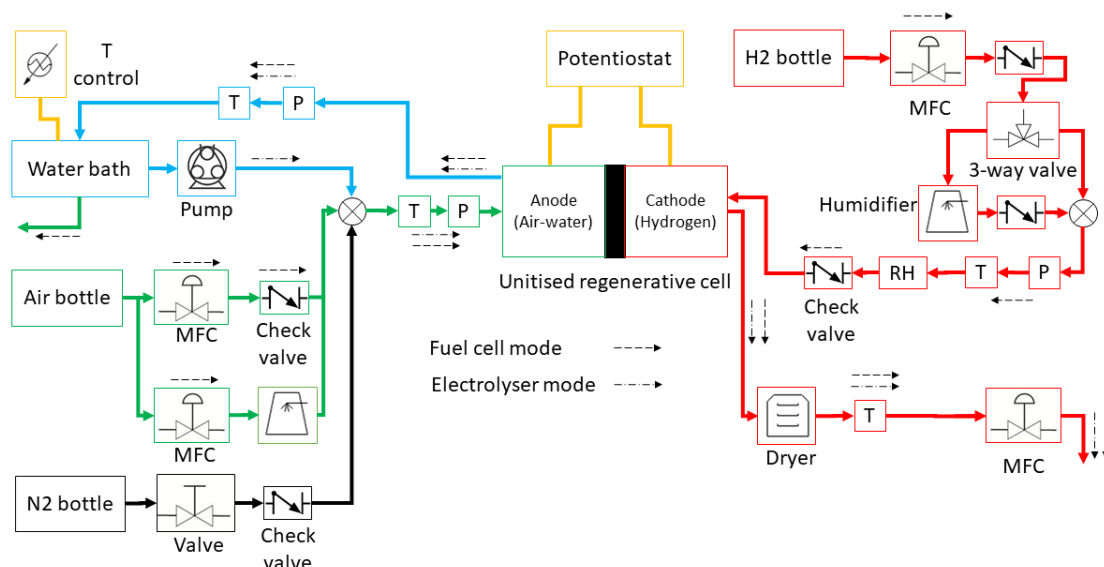 T
control
Potentiostat
H2 bottle
MFC
T
P
Water bath
Pump
3-way valve
Anode
(Air-water)
Cathode
(Hydrogen)
Humidifier
T
P
Unitised regenerative cell
RH
T
P
Check
valve
Air bottle
MFC
Check
valve
Fuel cell mode
Electrolyser mode
MFC
T
Dryer
MFC
N2 bottle
Valve
Check
valve